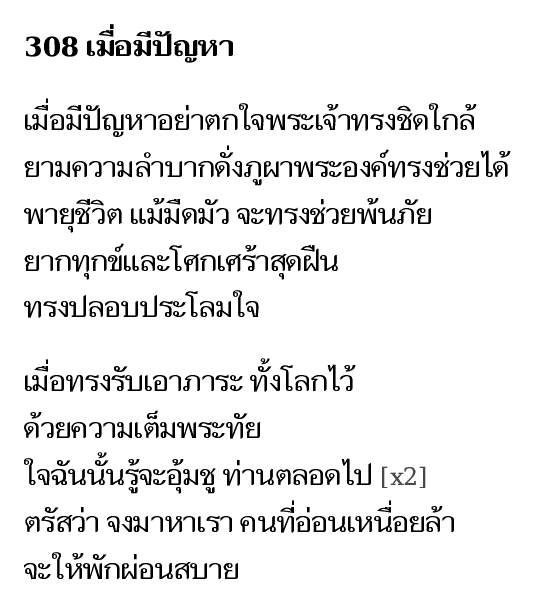 308 เมื่อมีปัญหา
เมื่อมีปัญหาอย่าตกใจพระเจ้าทรงชิดใกล้
ยามความลำบากดั่งภูผาพระองค์ทรงช่วยได้
พายุชีวิต แม้มืดมัว จะทรงช่วยพ้นภัย
ยากทุกข์และโศกเศร้าสุดฝืน
ทรงปลอบประโลมใจ
เมื่อทรงรับเอาภาระ ทั้งโลกไว้
ด้วยความเต็มพระทัย
ใจฉันนั้นรู้จะอุ้มชู ท่านตลอดไป [x2]
ตรัสว่า จงมาหาเรา คนที่อ่อนเหนื่อยล้า
จะให้พักผ่อนสบาย